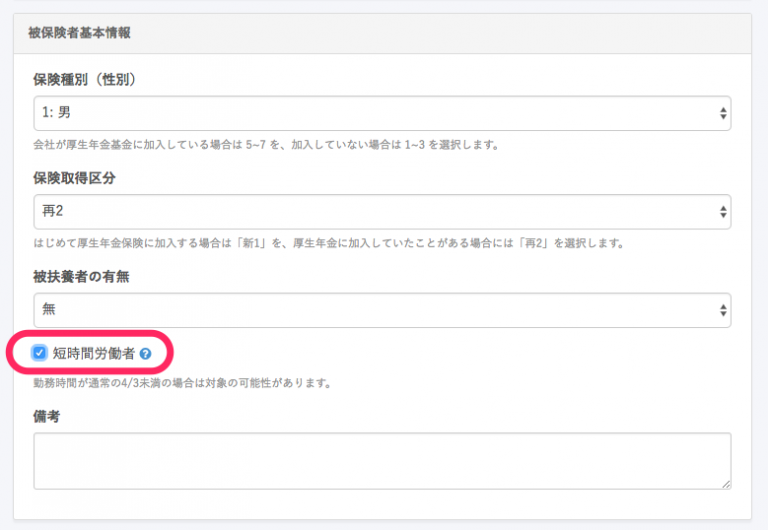 被保険者基本情報
保険種別（性別）
1: 男
会社が厚生年金基金に加入している場合は 5~7 を、加入していない場合は 1~3 を選択します。
保険取得区分
再2
はじめて厚生年金保険に加入する場合は「新1」を、厚生年金に加入していたことがある場合には「再2」を選択します。
被扶養者の有無
無
短時間労働者 ?
勤務時間が通常の4/3未満の場合は対象の可能性があります。
備考